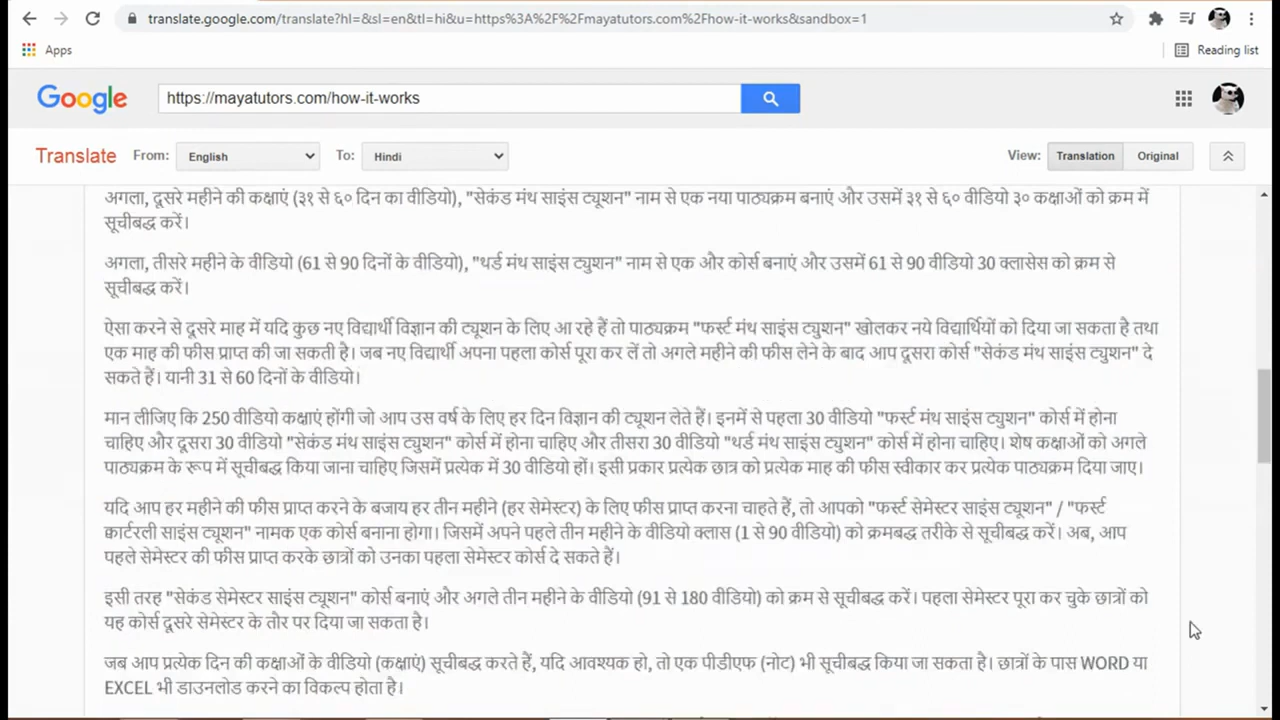 translate.google.com/translate?hl=&sl=en&tl=hi&u=https%3A%2F%2Fmayatutors.com%2Fhow-it-works&sandbox=1
Apps
Reading list
Google
https://mayatutors.com/how-it-works
Translate From: English To: Hindi View: Translation Original
अगला, दूसरे महीने की कक्षाएं (३१ से ६० दिन का वीडियो), "सेकंड मंथ साइंस ट्यूशन" नाम से एक नया पाठ्यक्रम बनाएं और उसमें ३१ से ६० वीडियो ३० कक्षाओं को क्रम में
सूचीबद्ध करें।
अगला, तीसरे महीने के वीडियो (61 से 90 दिनों के वीडियो), "थर्ड मंथ साइंस ट्युशन" नाम से एक और कोर्स बनाएं और उसमें 61 से 90 वीडियो 30 क्लासेस को क्रम से
सूचीबद्ध करें।
ऐसा करने से दूसरे माह में यदि कुछ नए विद्यार्थी विज्ञान की ट्यूशन के लिए आ रहे हैं तो पाठ्यक्रम "फर्स्ट मंथ साइंस ट्युशन" खोलकर नये विद्यार्थियों को दिया जा सकता है तथा
एक माह की फीस प्राप्त की जा सकती है। जब नए विद्यार्थी अपना पहला कोर्स पूरा कर लें तो अगले महीने की फीस लेने के बाद आप दूसरा कोर्स "सेकंड मंथ साइंस ट्युशन" दे
सकते हैं। यानी 31 से 60 दिनों के वीडियो।
मान लीजिए कि 250 वीडियो कक्षाएं होंगी जो आप उस वर्ष के लिए हर दिन विज्ञान की ट्यूशन लेते हैं। इनमें से पहला 30 वीडियो "फर्स्ट मंथ साइंस ट्युशन" कोर्स में होना
चाहिए और दूसरा 30 वीडियो "सेकंड मंथ साइंस ट्युशन" कोर्स में होना चाहिए और तीसरा 30 वीडियो "थर्ड मंथ साइंस ट्युशन" कोर्स में होना चाहिए। शेष कक्षाओं को अगले
पाठ्यक्रम के रूप में सूचीबद्ध किया जाना चाहिए जिसमें प्रत्येक में 30 वीडियो हों। इसी प्रकार प्रत्येक छात्र को प्रत्येक माह की फीस स्वीकार कर प्रत्येक पाठ्यक्रम दिया जाए।
यदि आप हर महीने की फीस प्राप्त करने के बजाय हर तीन महीने (हर सेमेस्टर) के लिए फीस प्राप्त करना चाहते हैं, तो आपको "फर्स्ट सेमेस्टर साइंस ट्यूशन" / "फर्स्ट
क्वार्टरली साइंस ट्यूशन" नामक एक कोर्स बनाना होगा। जिसमें अपने पहले तीन महीने के वीडियो क्लास (1 से 90 वीडियो) को क्रमबद्ध तरीके से सूचीबद्ध करें। अब, आप
पहले सेमेस्टर की फीस प्राप्त करके छात्रों को उनका पहला सेमेस्टर कोर्स दे सकते हैं।
इसी तरह "सेकंड सेमेस्टर साइंस ट्यूशन" कोर्स बनाएं और अगले तीन महीने के वीडियो (91 से 180 वीडियो) को क्रम से सूचीबद्ध करें। पहला सेमेस्टर पूरा कर चुके छात्रों को
यह कोर्स दूसरे सेमेस्टर के तौर पर दिया जा सकता है।
जब आप प्रत्येक दिन की कक्षाओं के वीडियो (कक्षाएं) सूचीबद्ध करते हैं, यदि आवश्यक हो, तो एक पीडीएफ (नोट) भी सूचीबद्ध किया जा सकता है। छात्रों के पास WORD या
EXCEL भी डाउनलोड करने का विकल्प होता है।